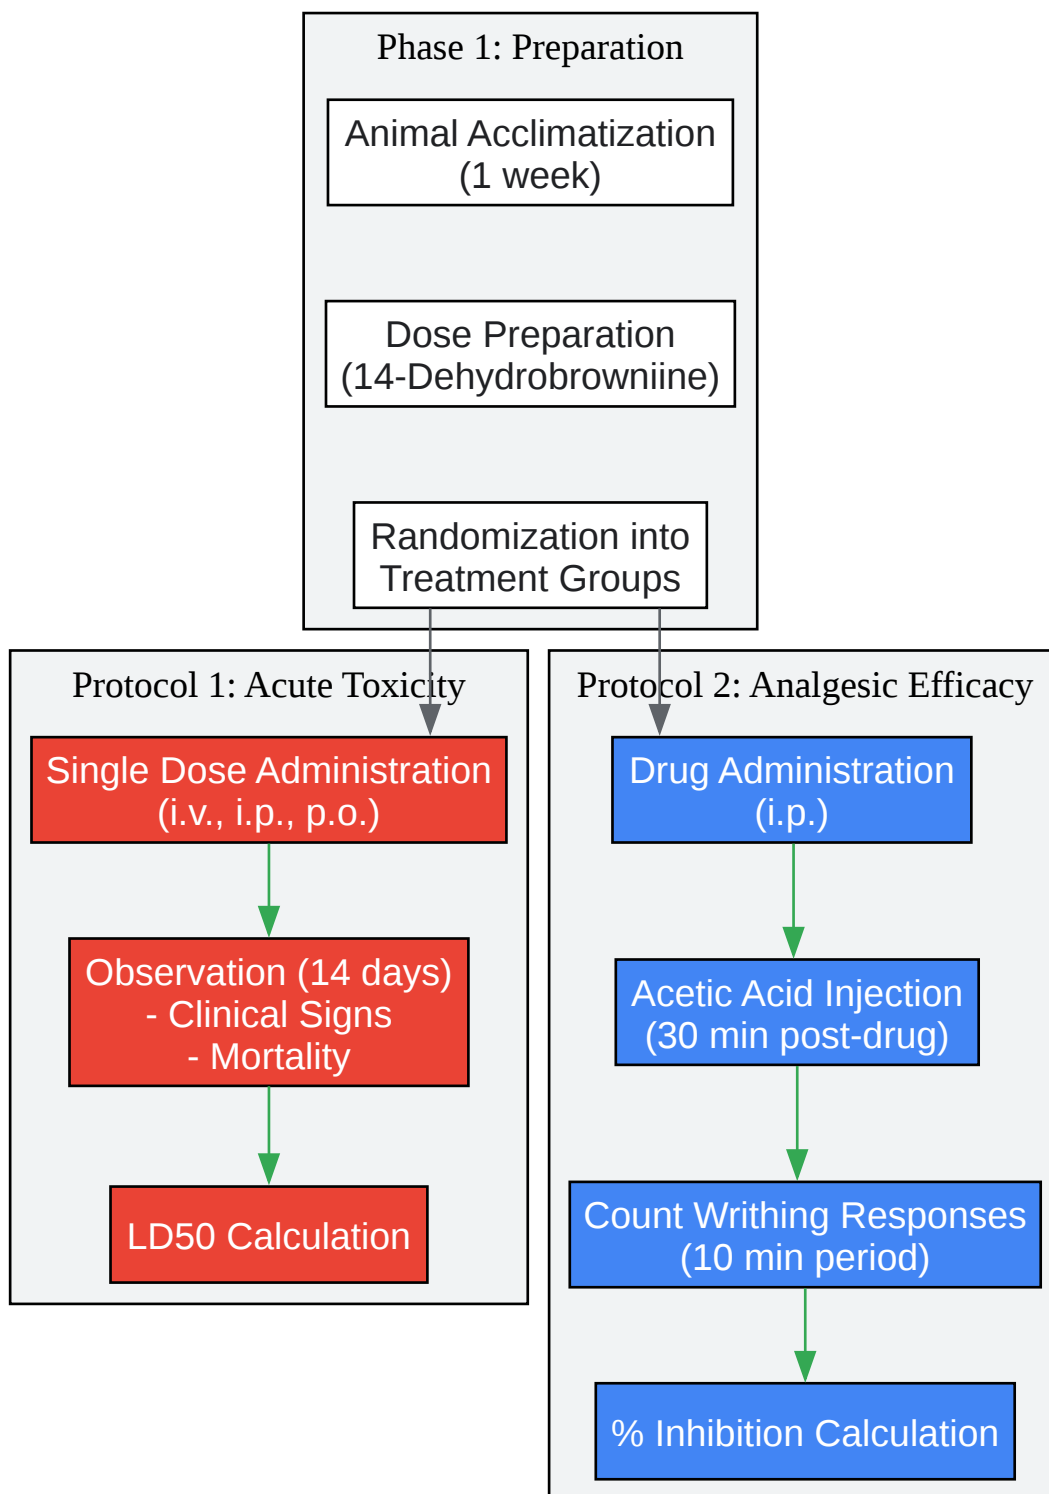 Phase 1: Preparation
Animal Acclimatization
(1 week)
Dose Preparation
(14-Dehydrobrowniine)
Randomization into
Treatment Groups
Protocol 1: Acute Toxicity
Single Dose Administration
(i.v., i.p., p.o.)
Observation (14 days)
- Clinical Signs
- Mortality
LD50 Calculation
Protocol 2: Analgesic Efficacy
Drug Administration
(i.p.)
Acetic Acid Injection
(30 min post-drug)
Count Writhing Responses
(10 min period)
% Inhibition Calculation